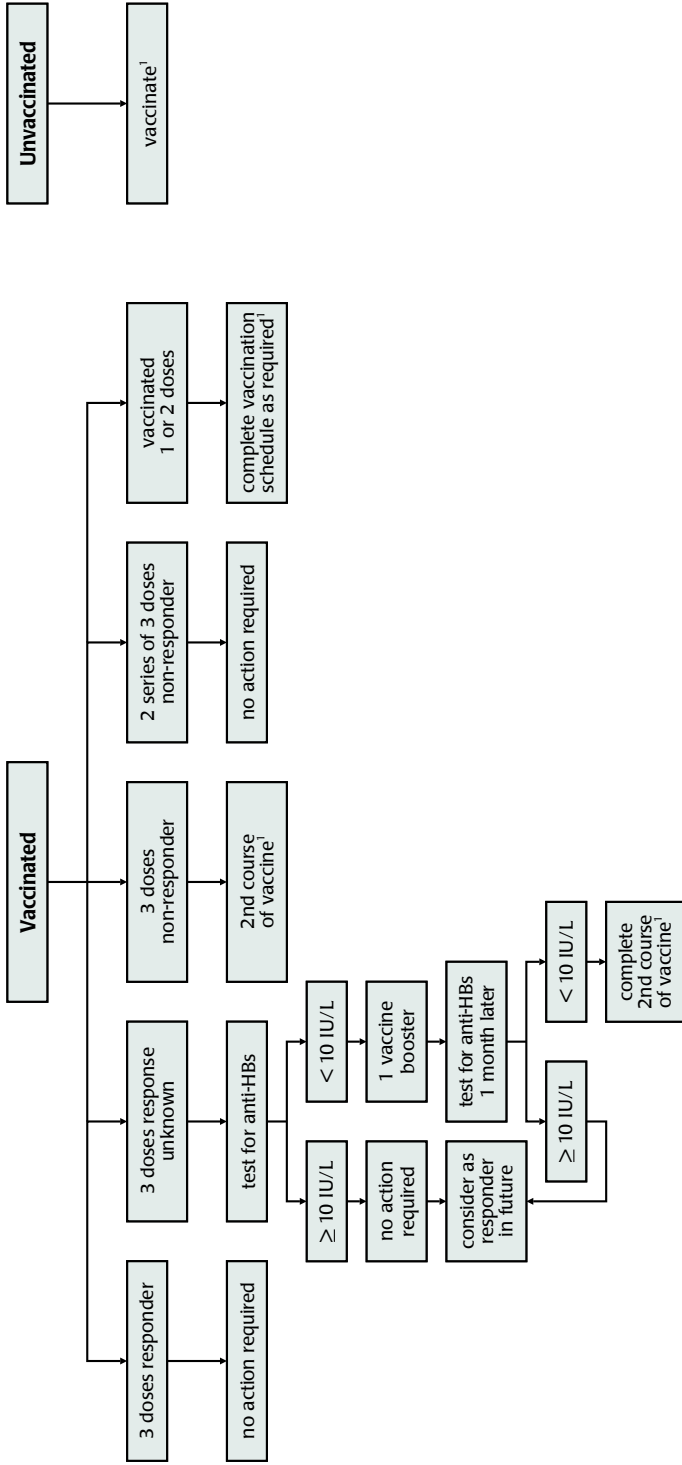 Vaccinated
Unvaccinated
3 doses responder
3 doses response
unknown
3 doses
non-responder
2 series of 3 doses
non-responder
vaccinated
1 or 2 doses
vaccinate¹
no action required
test for anti-HBs
2nd course
of vaccine¹
no action required
complete vaccination
schedule as required¹
≥ 10 IU/L
< 10 IU/L
no action
required
1 vaccine
booster
consider as
responder
in future
test for anti-HBs
1 month later
≥ 10 IU/L
< 10 IU/L
complete
2nd course
of vaccine¹